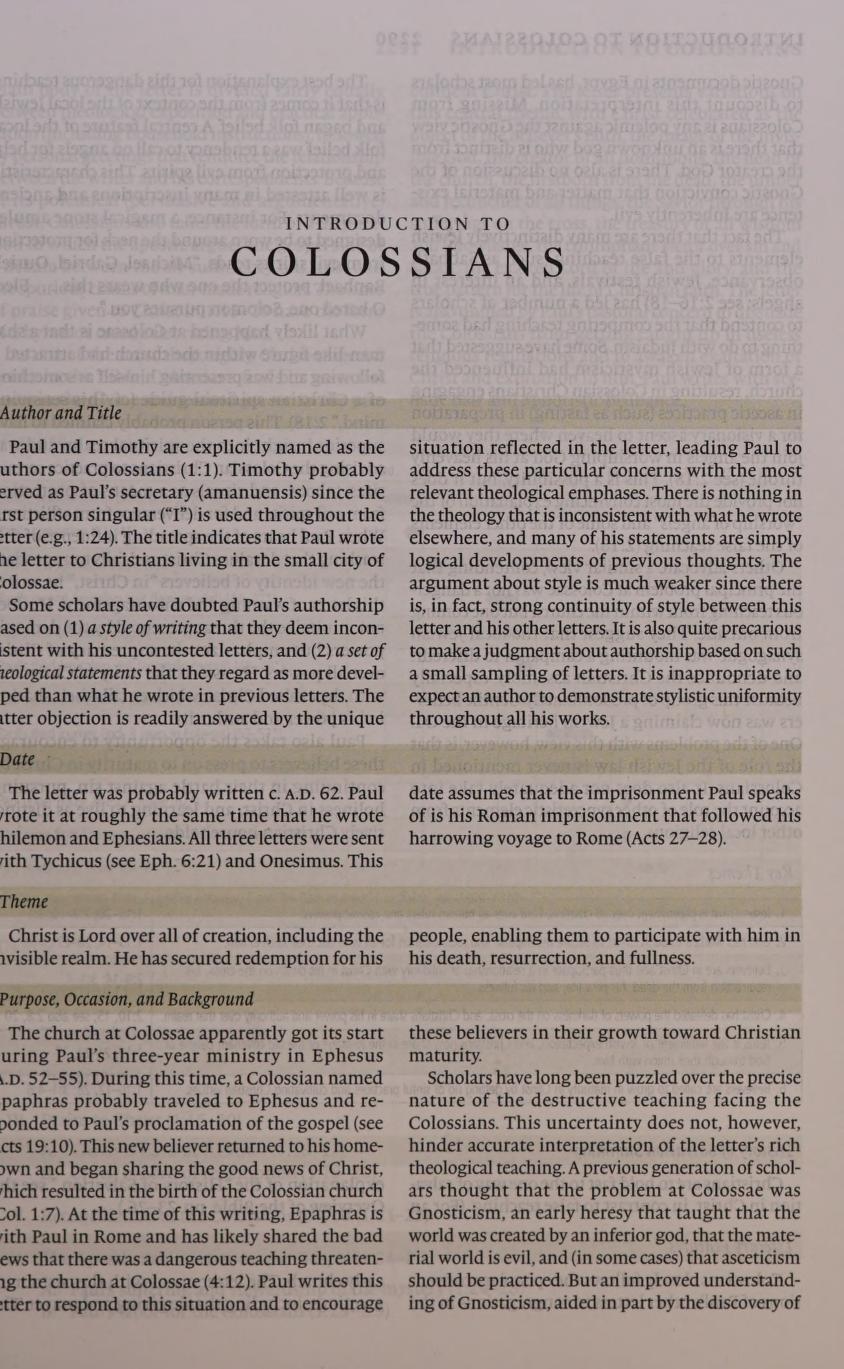 INTRODUCTION TO
COLOSSIANS
Author and Title
Paul and Timothy are explicitly named as the
uthors of Colossians (1:1). Timothy probably
erved as Paul’s secretary (amanuensis) since the
rst person singular (“I”) is used throughout the
etter (e.g., 1:24). The title indicates that Paul wrote
he letter to Christians living in the small city of
olossae.
Some scholars have doubted Paul’s authorship
ased on (1) a style of writing that they deem incon-
istent with his uncontested letters, and (2) a set of
heological statements that they regard as more devel-
ped than what he wrote in previous letters. The
atter objection is readily answered by the unique
situation reflected in the letter, leading Paul to
address these particular concerns with the most
relevant theological emphases. There is nothing in
the theology that is inconsistent with what he wrote
elsewhere, and many of his statements are simply
logical developments of previous thoughts. The
argument about style is much weaker since there
is, in fact, strong continuity of style between this
letter and his other letters. It is also quite precarious
to make a judgment about authorship based on such
a small sampling of letters. It is inappropriate to
expect an author to demonstrate stylistic uniformity
throughout all his works.
Date
The letter was probably written c. A.D. 62. Paul
rote it at roughly the same time that he wrote
hilemon and Ephesians. All three letters were sent
ith Tychicus (see Eph. 6:21) and Onesimus. This
date assumes that the imprisonment Paul speaks
of is his Roman imprisonment that followed his
harrowing voyage to Rome (Acts 27–28).
Theme
Christ is Lord over all of creation, including the
nvisible realm. He has secured redemption for his
people, enabling them to participate with him in
his death, resurrection, and fullness.
Purpose, Occasion, and Background
The church at Colossae apparently got its start
uring Paul’s three-year ministry in Ephesus
A.D. 52–55). During this time, a Colossian named
paphras probably traveled to Ephesus and re-
ponded to Paul’s proclamation of the gospel (see
cts 19:10). This new believer returned to his home-
own and began sharing the good news of Christ,
hich resulted in the birth of the Colossian church
Col. 1:7). At the time of this writing, Epaphras is
ith Paul in Rome and has likely shared the bad
ews that there was a dangerous teaching threaten-
ng the church at Colossae (4:12). Paul writes this
etter to respond to this situation and to encourage
these believers in their growth toward Christian
maturity.
Scholars have long been puzzled over the precise
nature of the destructive teaching facing the
Colossians. This uncertainty does not, however,
hinder accurate interpretation of the letter’s rich
theological teaching. A previous generation of schol-
ars thought that the problem at Colossae was
Gnosticism, an early heresy that taught that the
world was created by an inferior god, that the mate-
rial world is evil, and (in some cases) that asceticism
should be practiced. But an improved understand-
ing of Gnosticism, aided in part by the discovery of